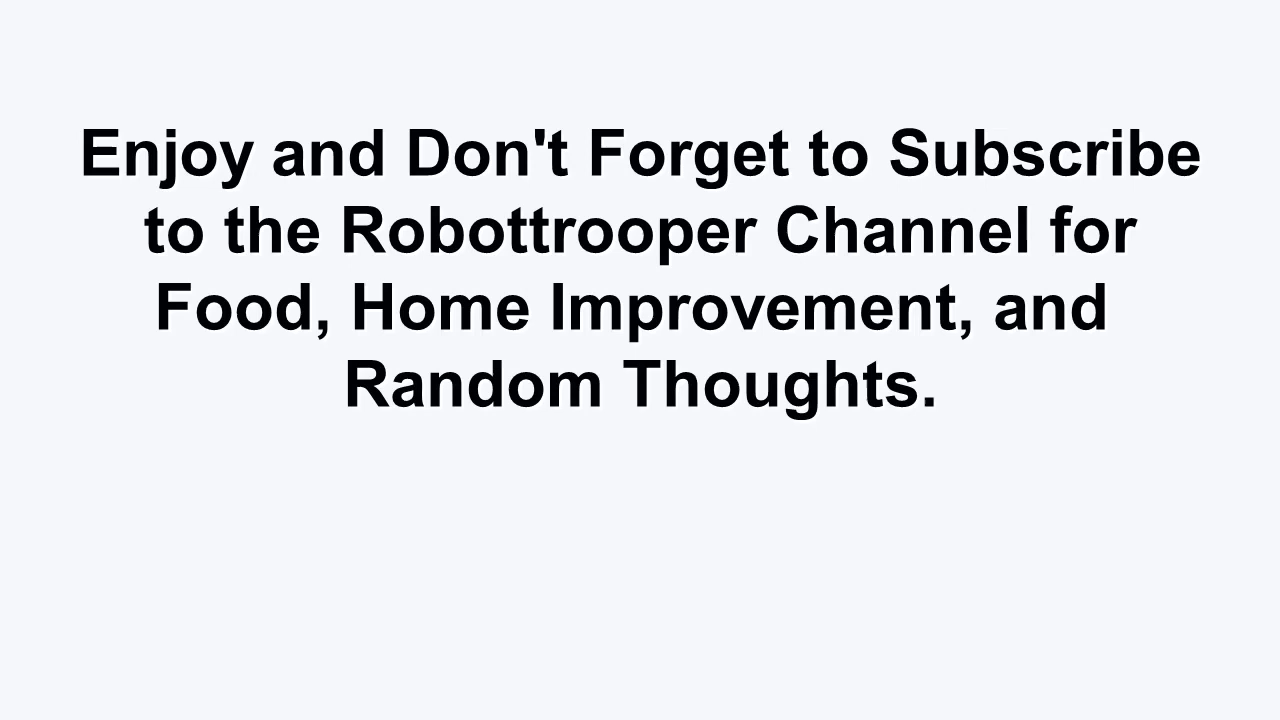 Enjoy and Don't Forget to Subscribe
to the Robottrooper Channel for
Food, Home Improvement, and
Random Thoughts.